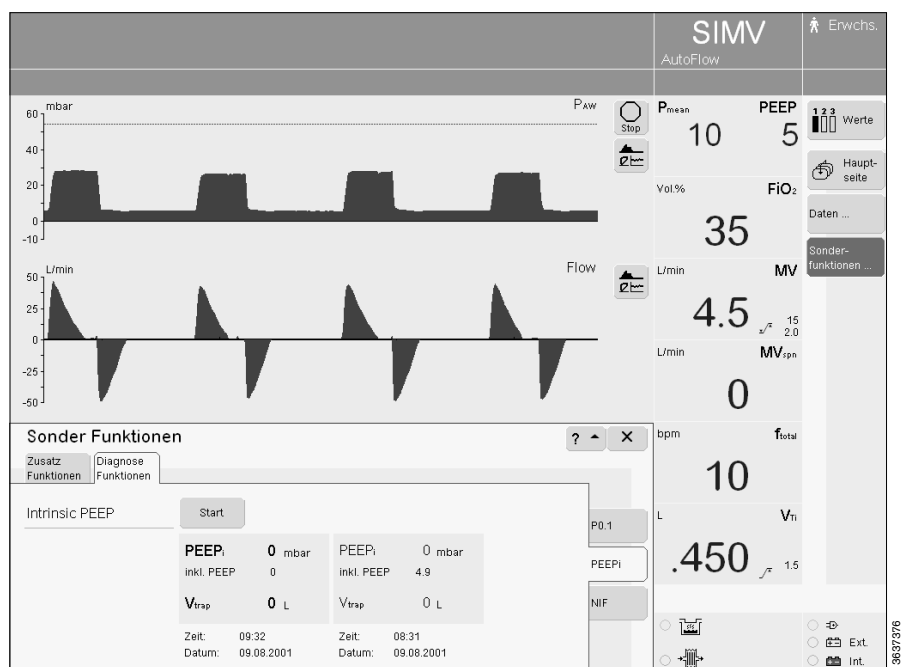 SIMV
AutoFlow
Erwchs.
mbar
PAW
60
40
20
0
-10
Stop
L/min
Flow
50
25
0
-25
-50
Pmean PEEP
10 5
Vol.% FiO2
35
L/min MV
4.5 15
2.0
L/min MVspn
0
bpm ftotal
10
L VTi
.450 1.5
1 2 3
Werte
Haupt-
seite
Daten ...
Sonder-
funktionen ...
Sonder Funktionen
? X
Zusatz
Funktionen
Diagnose
Funktionen
Intrinsic PEEP
Start
PEEPi 0 mbar
inkl. PEEP 0
Vtrap 0 L
Zeit: 09:32
Datum: 09.08.2001
PEEPi 0 mbar
inkl. PEEP 4.9
Vtrap 0 L
Zeit: 08:31
Datum: 09.08.2001
P0.1
PEEPi
NIF
Ext.
Int.
3637376